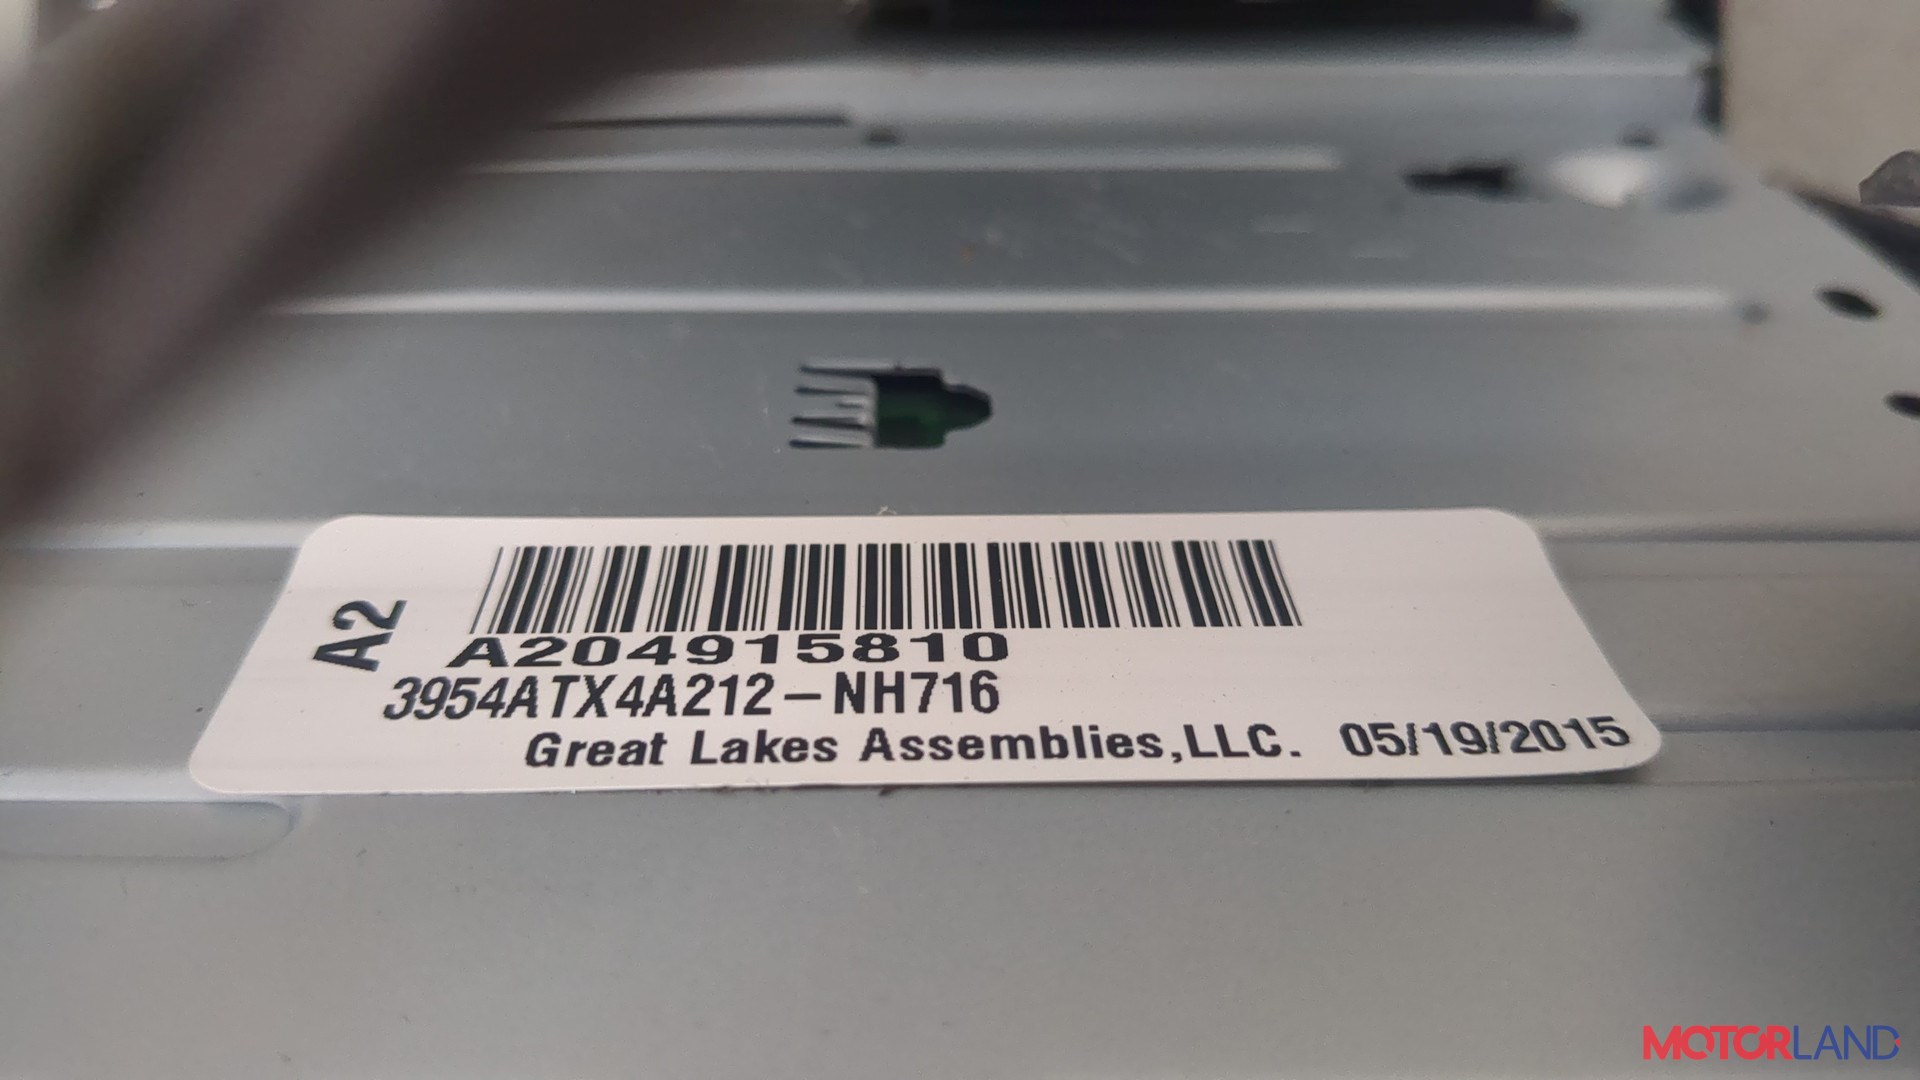 A2
A204915810
3954ATX4A212-NH716
Great Lakes Assemblies,LLC. 05/19/2015
MOTORLAND